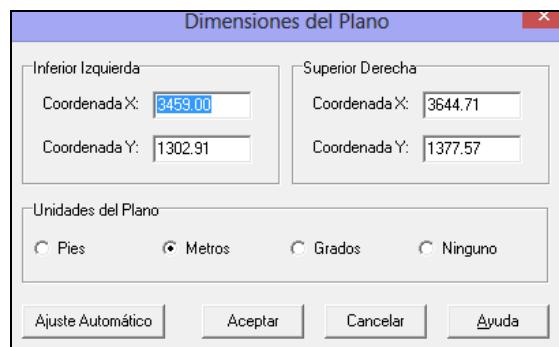 Dimensiones del Plano
Inferior Izquierda
Coordenada X: 3459.00
Coordenada Y: 1302.91
Superior Derecha
Coordenada X: 3644.71
Coordenada Y: 1377.57
Unidades del Plano
Pies Metros Grados Ninguno
Ajuste Automático Aceptar Cancelar Ayuda